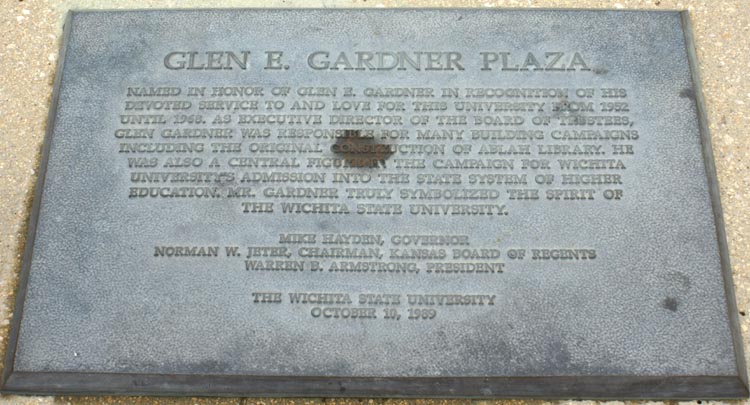 GLEN E. GARDNER PLAZA
NAMED IN HONOR OF GLEN E. GARDNER IN RECOGNITION OF HIS
DEVOTED SERVICE TO AND LOVE FOR THIS UNIVERSITY FROM 1952
UNTIL 1968. AS EXECUTIVE DIRECTOR OF THE BOARD OF TRUSTEES,
GLEN GARDNER WAS RESPONSIBLE FOR MANY BUILDING CAMPAIGNS
INCLUDING THE ORIGINAL CONSTRUCTION OF ABLAH LIBRARY. HE
WAS ALSO A CENTRAL FIGURE IN THE CAMPAIGN FOR WICHITA
UNIVERSITY'S ADMISSION INTO THE STATE SYSTEM OF HIGHER
EDUCATION. MR. GARDNER TRULY SYMBOLIZED THE SPIRIT OF
THE WICHITA STATE UNIVERSITY.
MIKE HAYDEN, GOVERNOR
NORMAN W. JETER, CHAIRMAN, KANSAS BOARD OF REGENTS
WARREN B. ARMSTRONG, PRESIDENT
THE WICHITA STATE UNIVERSITY
OCTOBER 10, 1989